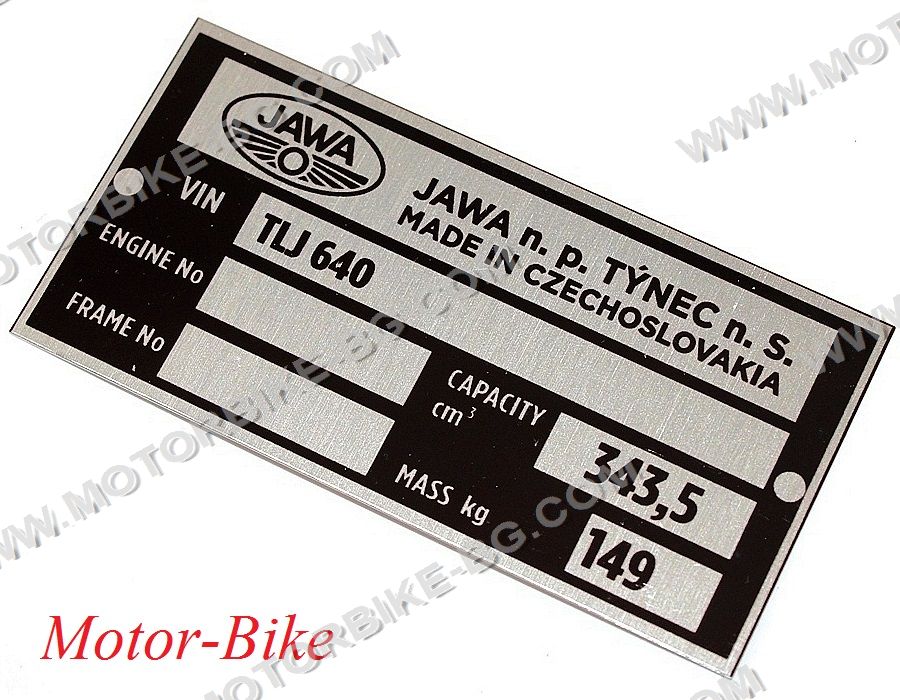 JAWA
JAWA n. p. TÝNEC n. S.
MADE IN CZECHOSLOVAKIA
VIN TLJ 640
ENGINE No
FRAME No
CAPACITY
cm³ 343,5
MASS kg 149
Motor-Bike
WWW.MOTORBIKE-BG.COM